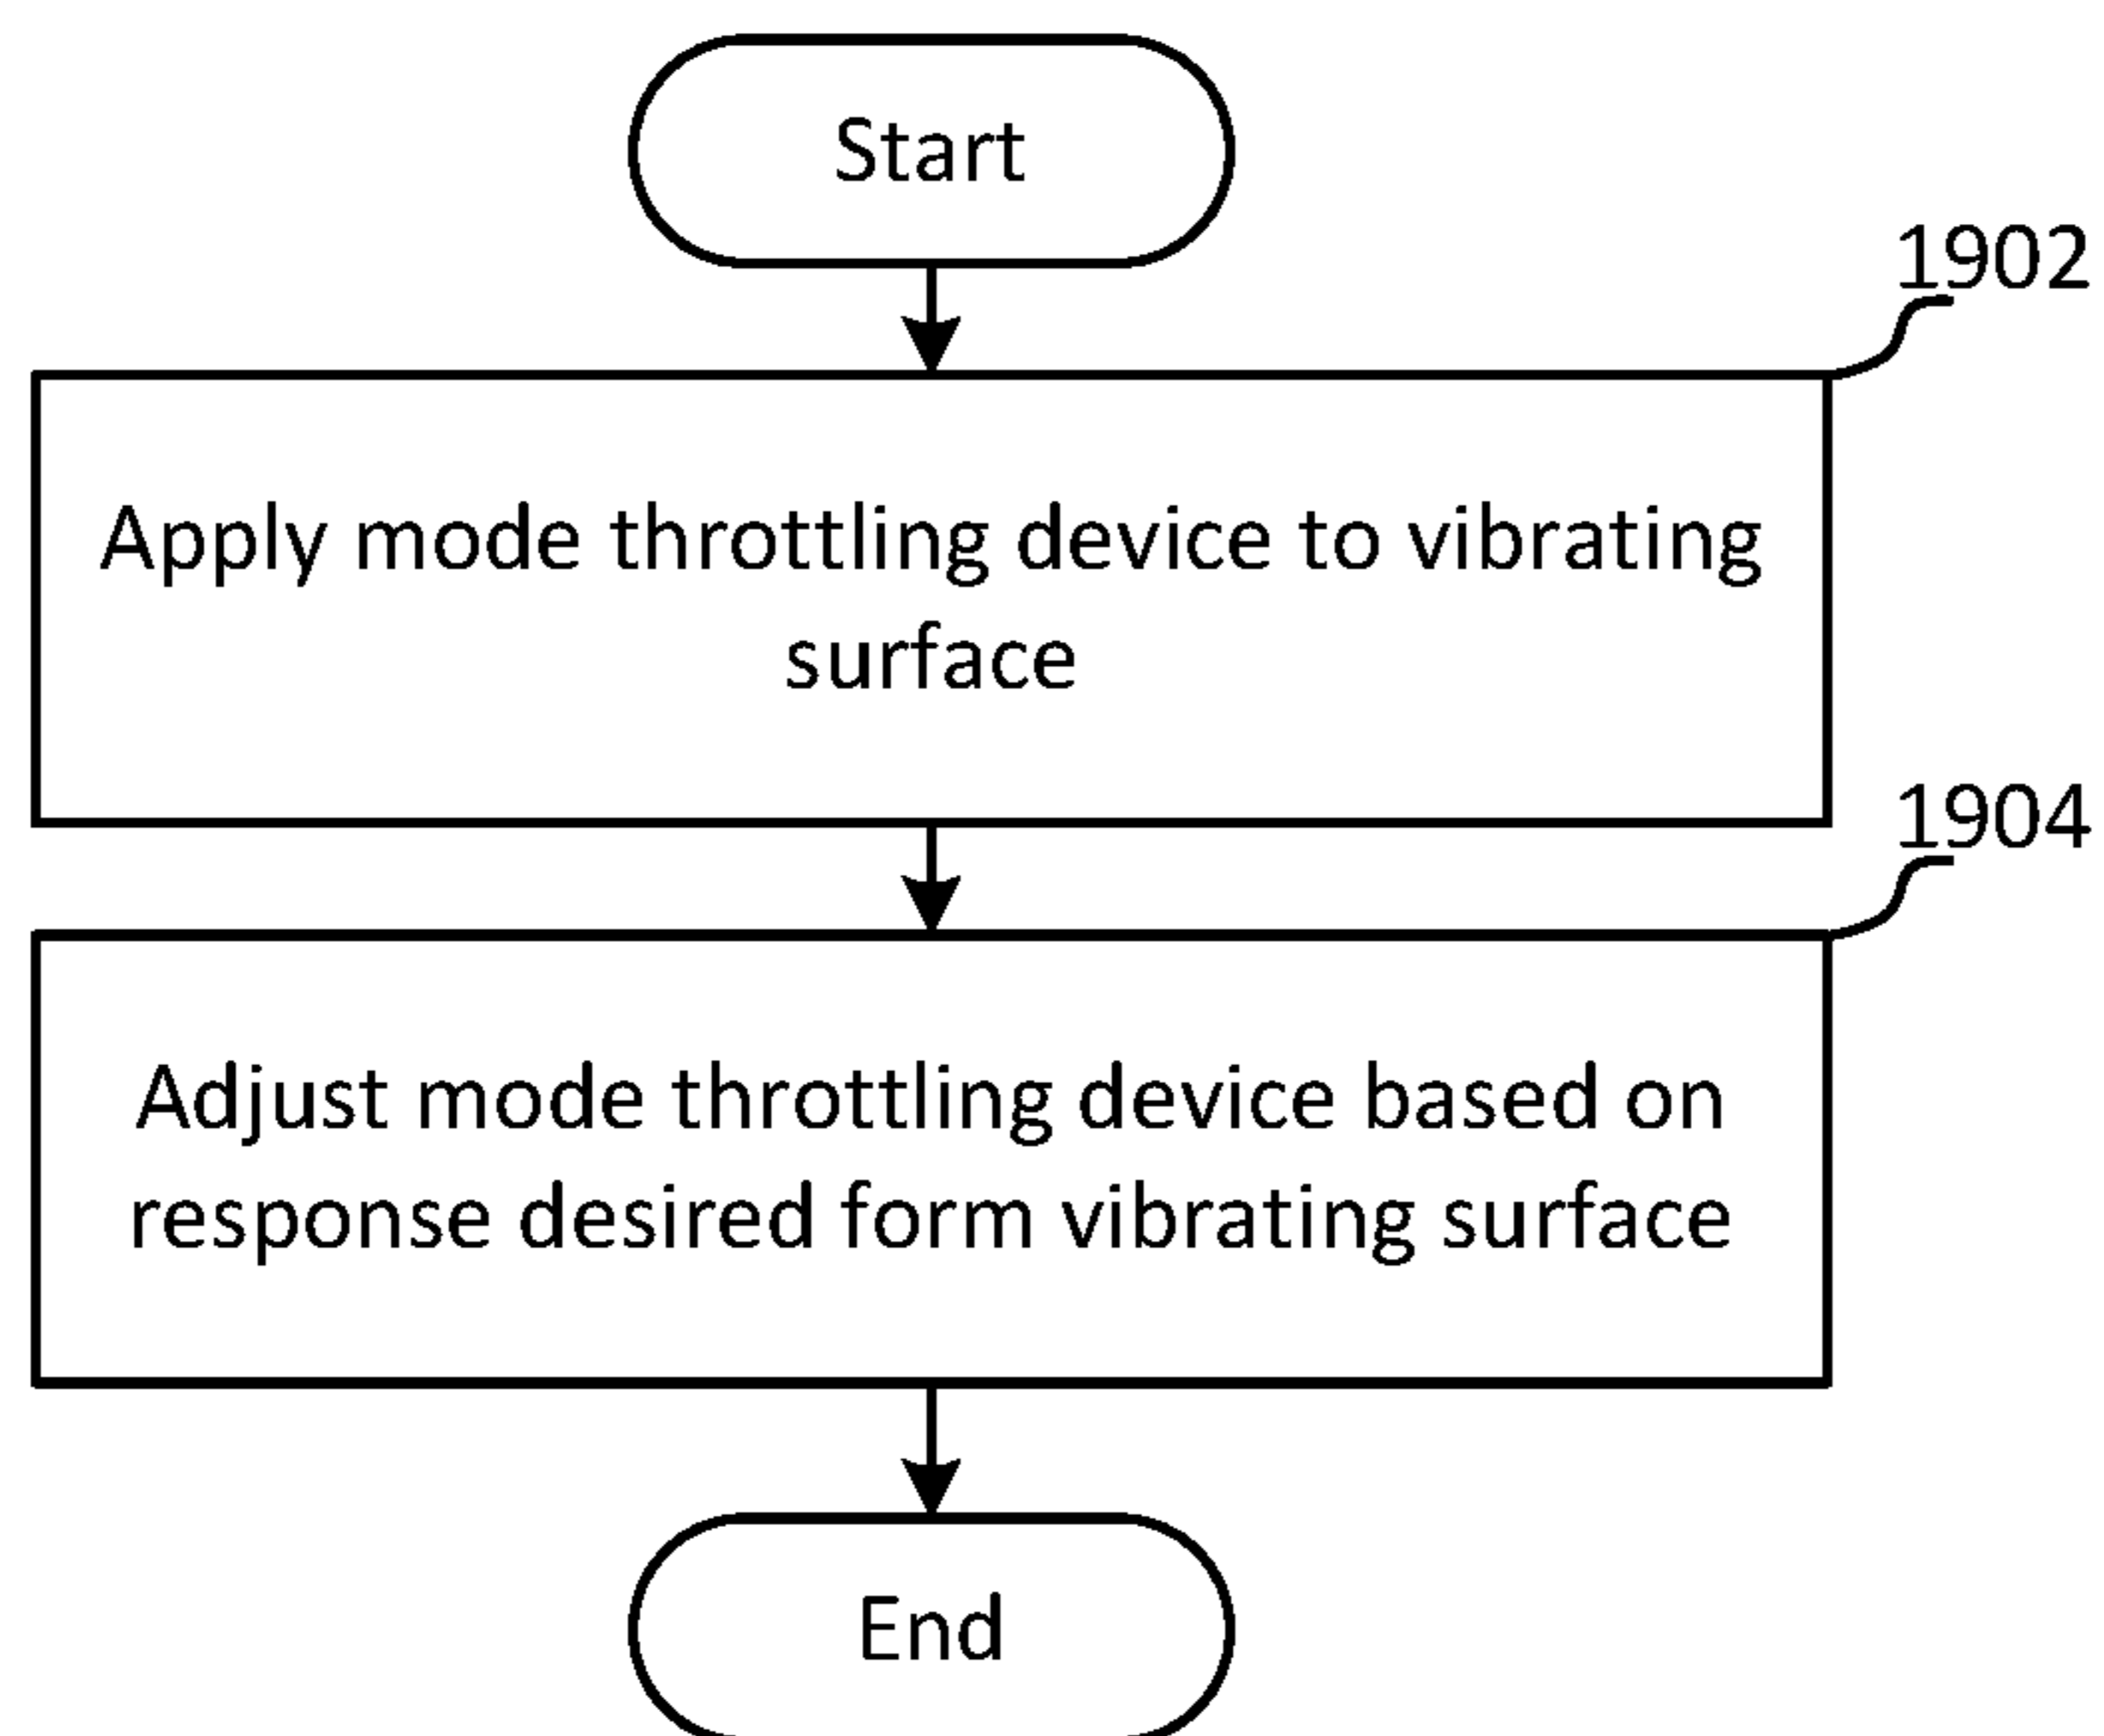 Start
1902
Apply mode throttling device to vibrating
surface
1904
Adjust mode throttling device based on
response desired form vibrating surface
End